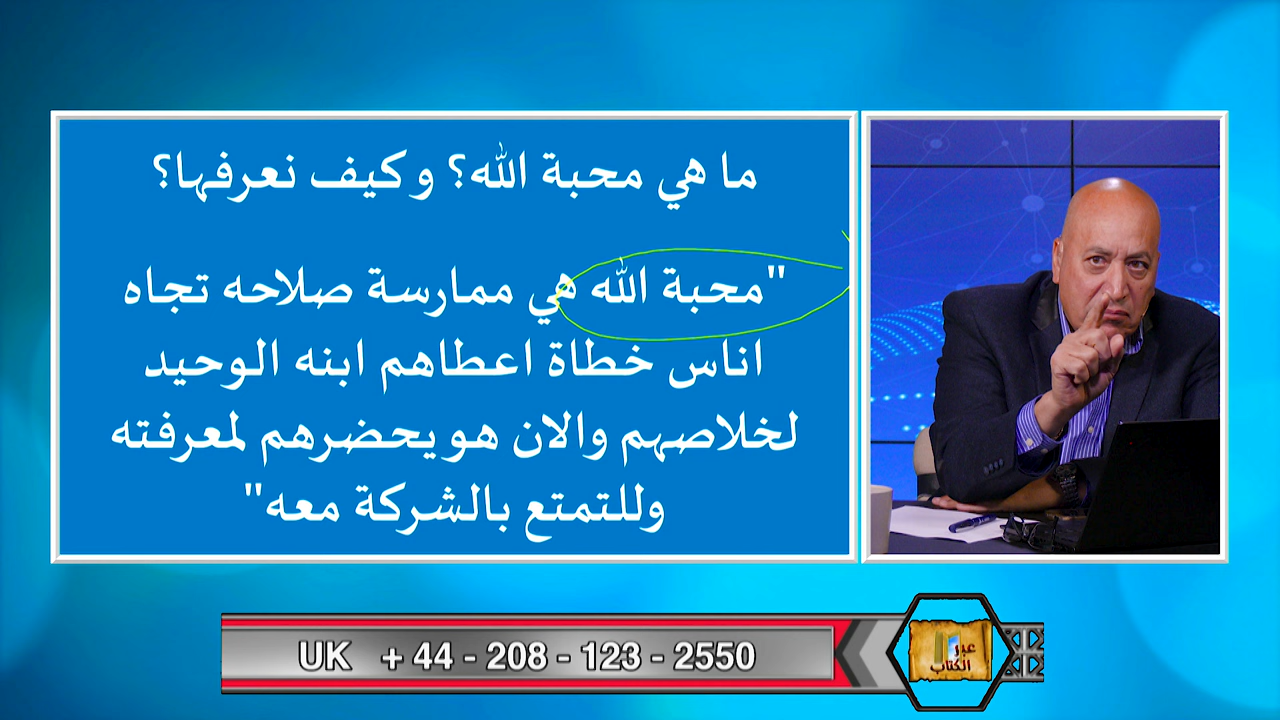 ما هي محبة الله؟ وكيف نعرفها؟
"محبة الله هي ممارسة صلاحه تجاه
اناس خطاة اعطاهم ابنه الوحيد
لخلاصهم والان هو يحضرهم لمعرفته
وللتمتع بالشركة معه"
UK + 44 - 208 - 123 - 2550
عبر
الكتاب